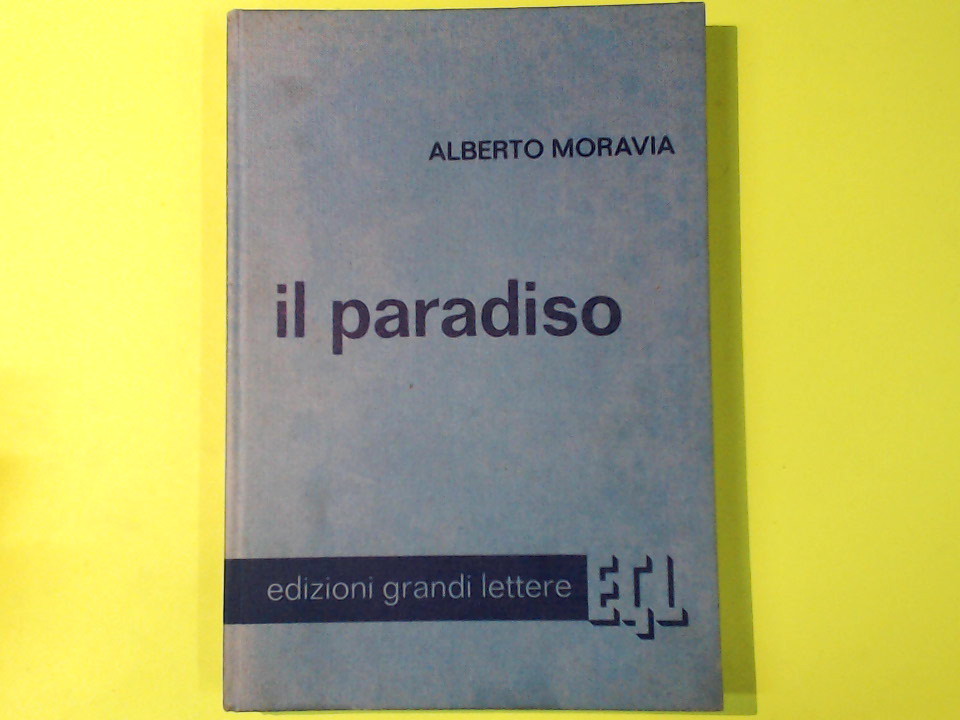 ALBERTO MORAVIA
il paradiso
edizioni grandi lettere
EGL